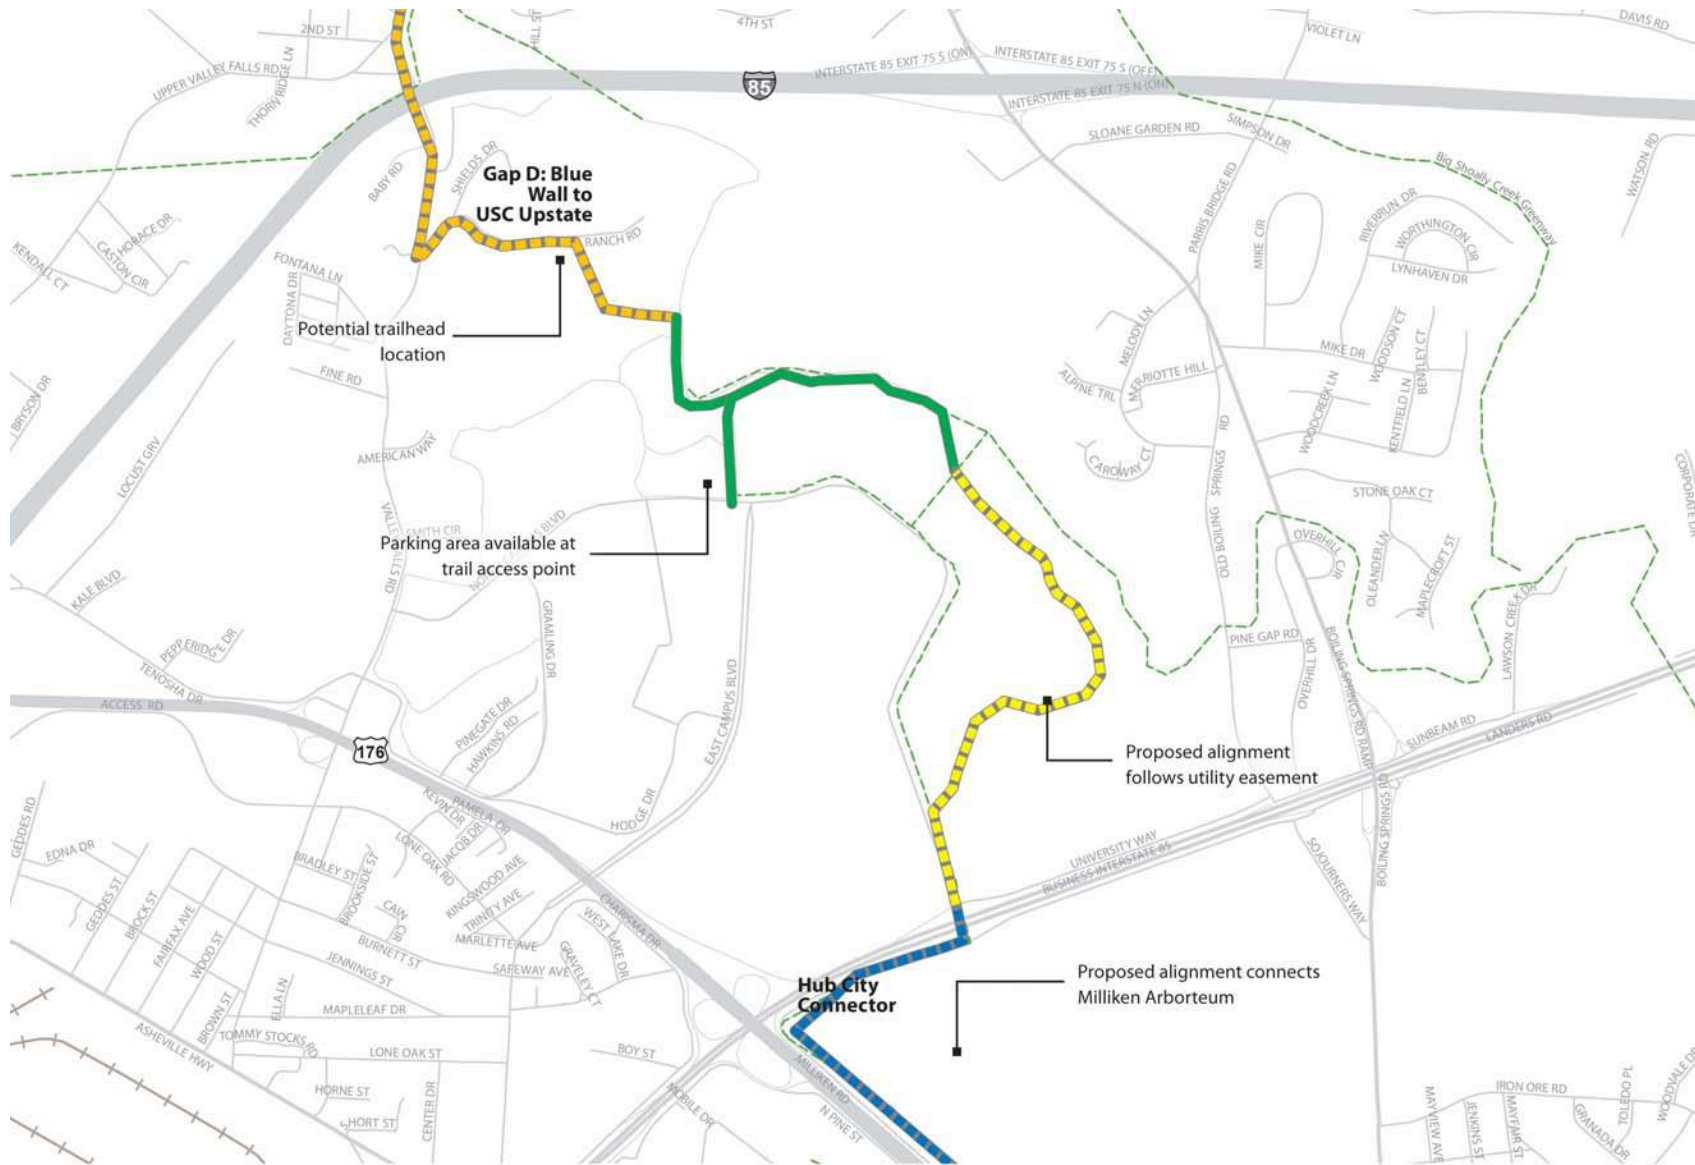 2ND ST
HILL ST
4TH ST
VIOLET LN
DAVIS RD
UPPER VALLEY FALLS RD
THORN RIDGE LN
INTERSTATE 85 EXIT 75 S (ON)
INTERSTATE 85 EXIT 75 S (OFF)
85
INTERSTATE 85 EXIT 75 N (ON)
SLOANE GARDEN RD
SIMPSON DR
WATSON RD
BABY RD
SHIELDS DR
Gap D: Blue
Wall to
USC Upstate
RANCH RD
PARRIS BRIDGE RD
Big Shoally Creek Greenway
RIVERRUN DR
WORTHINGTON CIR
LYNHAVEN DR
MIKE CIR
KENDALL CT
CASTON CIR
HORACE DR
FONTANA LN
DAYTONA DR
Potential trailhead
location
FINE RD
MELODY LN
MERRIOTTE HILL
ALPINE TRL
MIKE DR
WOODSON CT
BENTLEY CT
WOODCREEK LN
KENTFIELD LN
BRYSON DR
LOCUST GRV
AMERICAN WAY
CAROWAY CT
OLD BOILING SPRINGS RD
STONE OAK CT
CORPORATE DR
VALLEY FALLS RD
SMITH CIR
Parking area available at
trail access point
OVERHILL CIR
OLEANDER LN
MAPLECROFT ST
KALE BLVD
PEPPERIDGE DR
TENOSHA DR
GRAMLING DR
PINE GAP RD
OVERHILL DR
BOILING SPRINGS RD RAMP
LAWSON CREEK DR
ACCESS RD
176
PINEGATE DR
HAWKINS RD
EAST CAMPUS BLVD
Proposed alignment
follows utility easement
SUNBEAM RD
LANDERS RD
GEDDES RD
EDNA DR
KEVIN DR
PAMELA DR
JACOB DR
LONE OAK RD
HODGE DR
UNIVERSITY WAY
BUSINESS INTERSTATE 85
SOJOURNERS WAY
BOILING SPRINGS RD
GEDDES ST
BROCK ST
FAIRFAX AVE
WOOD ST
BRADLEY ST
BROOKSIDE ST
CAIN CIR
KINGSWOOD AVE
TRINITY AVE
MARLETTE AVE
CHARISMA DR
WEST LAKE DR
BURNETT ST
JENNINGS ST
SAFEWAY AVE
GRAVELEY CT
Hub City
Connector
Proposed alignment connects
Milliken Arborteum
ELLA LN
BROWN ST
MAPLELEAF DR
ASHEVILLE HWY
TOMMY STOCKS RD
LONE OAK ST
BOY ST
MILLIKEN RD
N PINE ST
MOBILE DR
HORNE ST
SHORT ST
CENTER DR
IRON ORE RD
MAYVIEW AVE
JENKINS ST
MAYFAIR ST
GRANADA DR
TOLEDO PL
WOODVALE DR